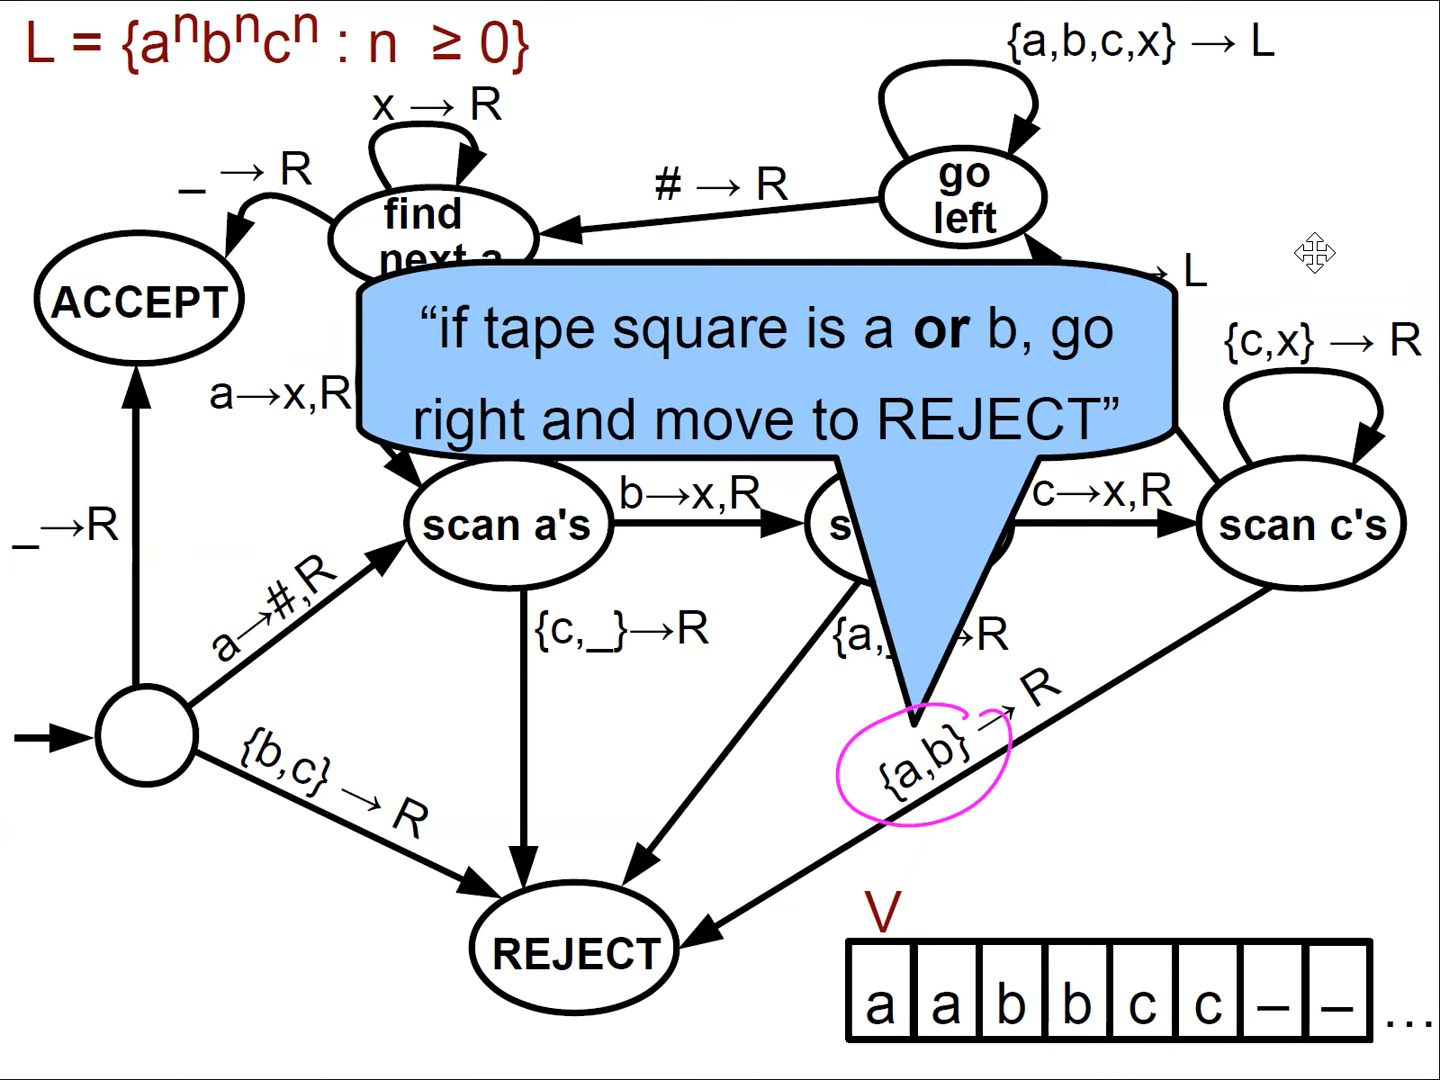 L = {aⁿbⁿcⁿ : n ≥ 0}
{a,b,c,x} → L
x → R
_ → R
# → R
go
left
find
next a
ACCEPT
→ L
“if tape square is a or b, go
right and move to REJECT”
{c,x} → R
a→x,R
_→R
scan a's
b→x,R
s
c→x,R
scan c's
a→#,R
{c,_}→R
{a,
→R
{b,c} → R
{a,b} → R
REJECT
V
a a b b c c – – ...